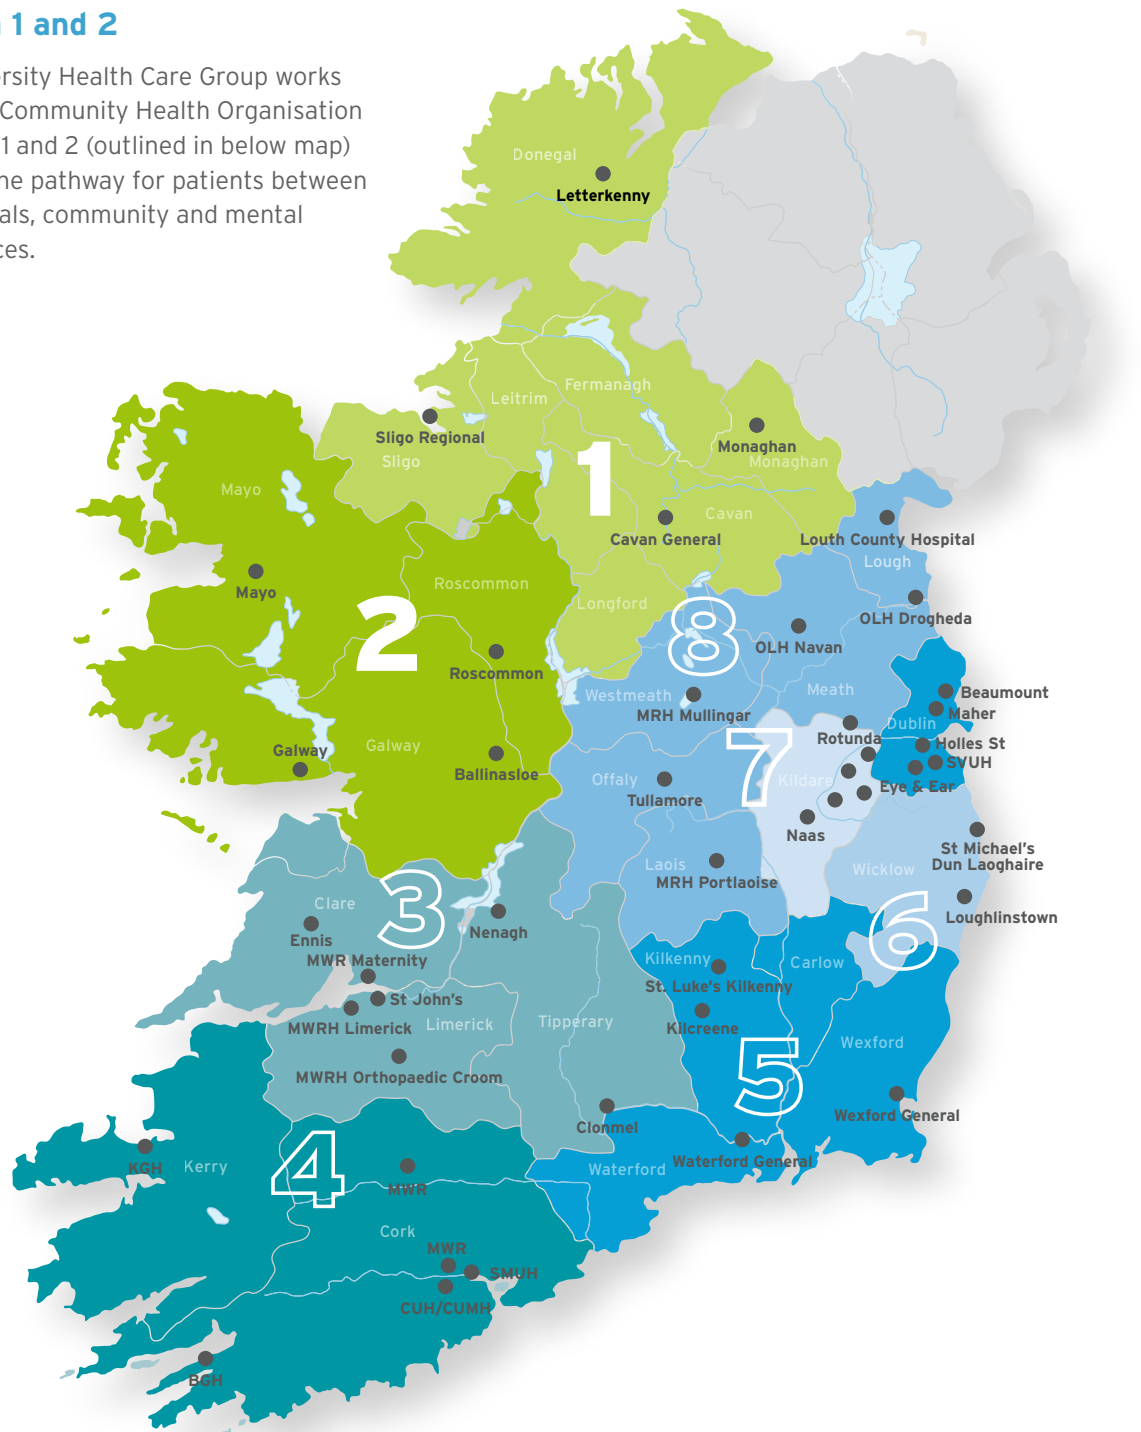 1 and 2
ersity Health Care Group works
Community Health Organisation
1 and 2 (outlined in below map)
he pathway for patients between
als, community and mental
ces.
Donegal
Letterkenny
Fermanagh
Leitrim
Sligo Regional
Sligo
Monaghan
Monaghan
1
Mayo
Cavan
Cavan General
Louth County Hospital
Lough
Mayo
Roscommon
Longford
OLH Drogheda
2
8
OLH Navan
Roscommon
Westmeath
Meath
MRH Mullingar
Beaumount
Maher
Dublin
Rotunda
Holles St
Galway
Galway
7
SVUH
Ballinasloe
Offaly
Kildare
Eye & Ear
Tullamore
Naas
St Michael’s
Dun Laoghaire
Laois
Wicklow
MRH Portlaoise
Clare
3
6
Loughlinstown
Ennis
Nenagh
MWR Maternity
Kilkenny
Carlow
St. Luke’s Kilkenny
St John’s
MWRH Limerick
Limerick
Tipperary
Kilcreene
Wexford
MWRH Orthopaedic Croom
5
Wexford General
Clonmel
KGH
Kerry
4
Waterford
Waterford General
MWR
Cork
MWR
SMUH
CUH/CUMH
BGH